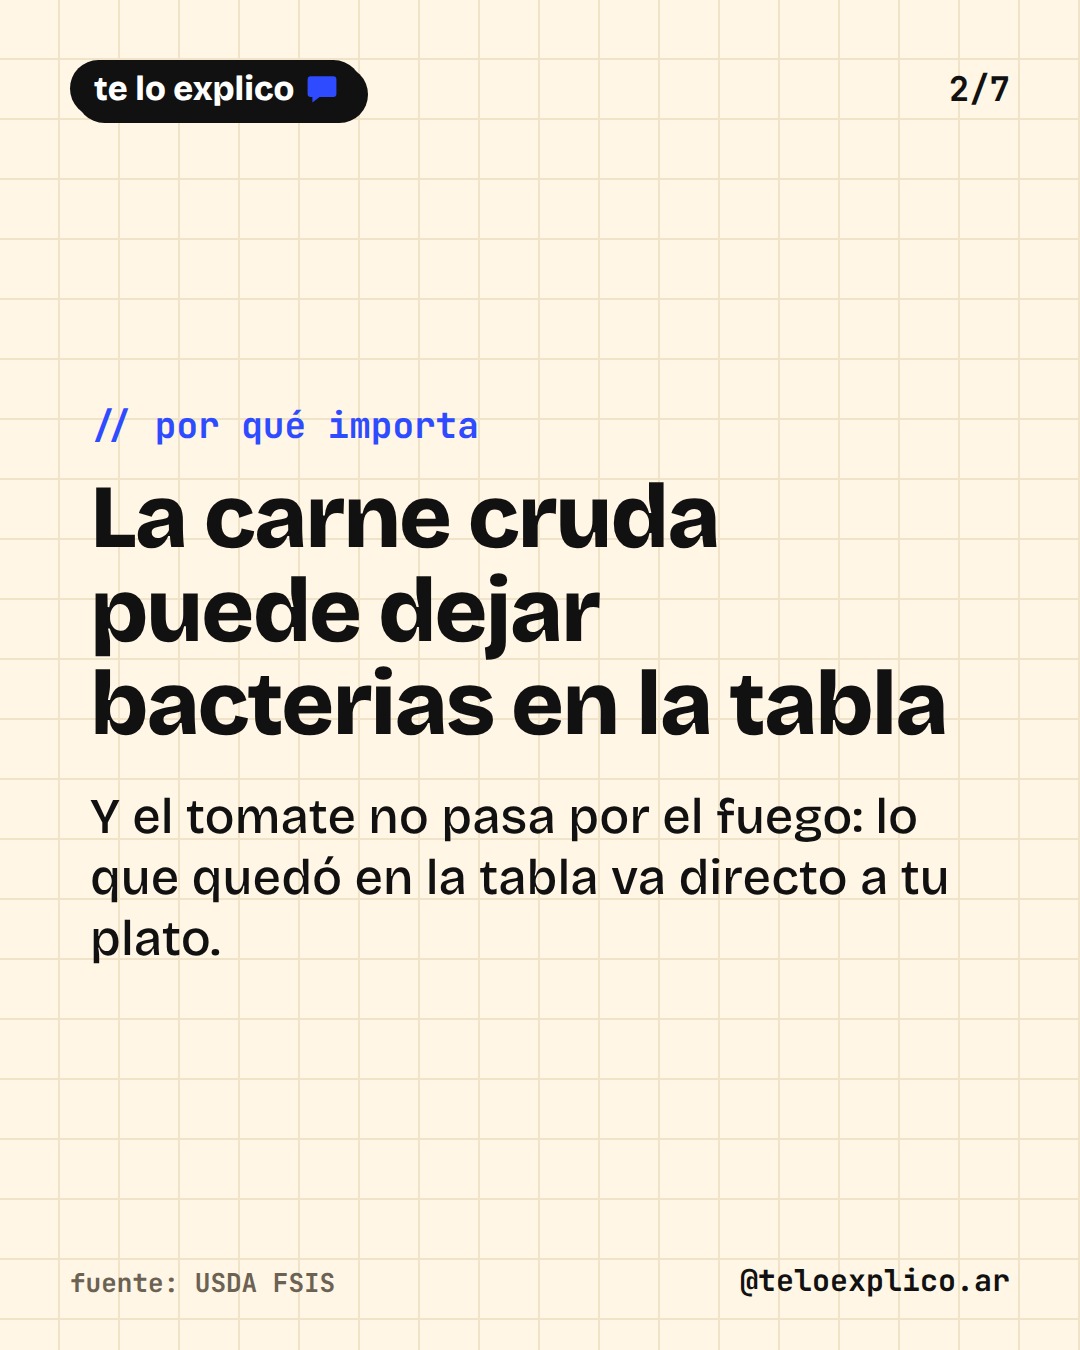 te lo explico
2/7
// por qué importa
La carne cruda
puede dejar
bacterias en la tabla
Y el tomate no pasa por el fuego: lo
que quedó en la tabla va directo a tu
plato.
fuente: USDA FSIS
@teloexplico.ar